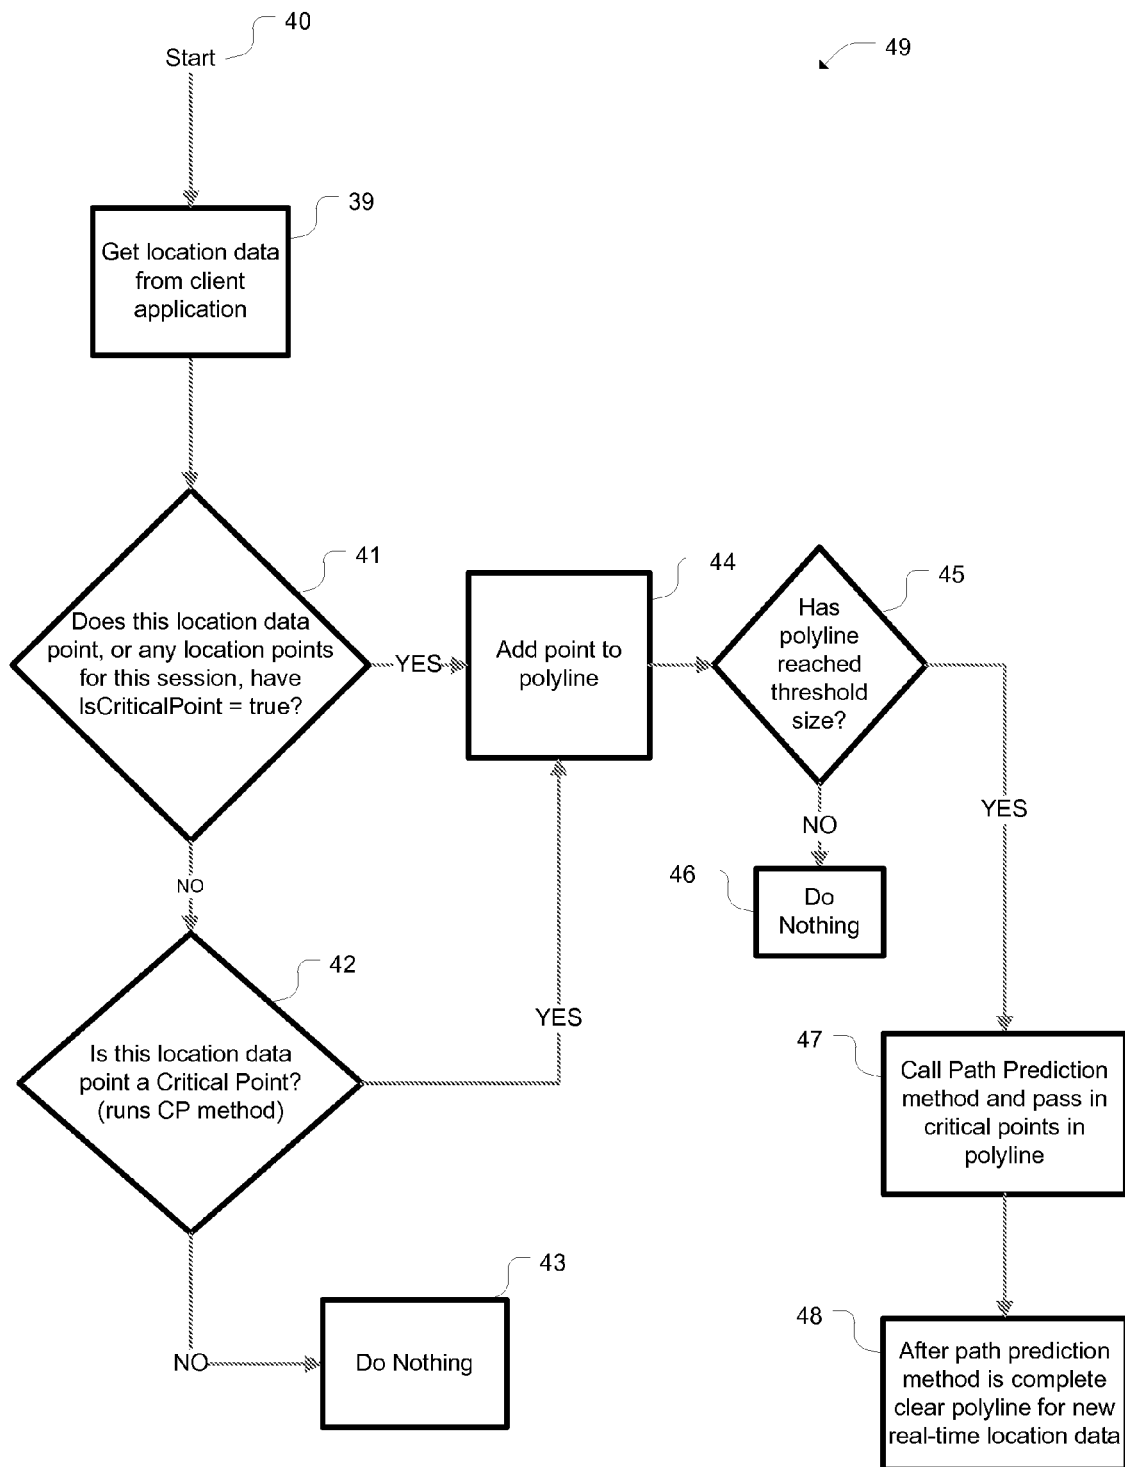 40
Start
49
39
Get location data
from client
application
41
Does this location data
point, or any location points
for this session, have
IsCriticalPoint = true?
YES
44
Add point to
polyline
45
Has
polyline
reached
threshold
size?
NO
YES
46
Do
Nothing
NO
42
Is this location data
point a Critical Point?
(runs CP method)
YES
47
Call Path Prediction
method and pass in
critical points in
polyline
43
NO
Do Nothing
48
After path prediction
method is complete
clear polyline for new
real-time location data